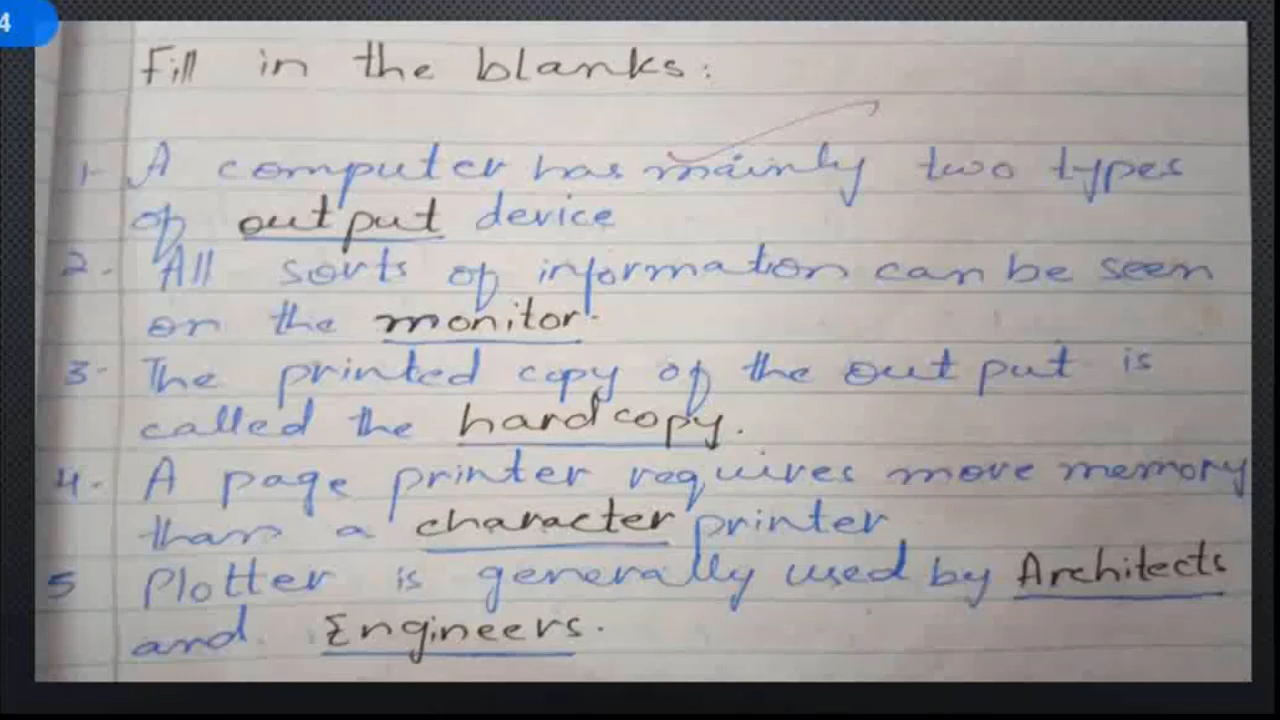 4
Fill in the blanks:
1- A computer has mainly two types
of output device
2. All sorts of information can be seen
on the monitor.
3. The printed copy of the out put is
called the hardcopy.
4. A page printer requires more memory
than a character printer
5 Plotter is generally used by Architects
and Engineers.